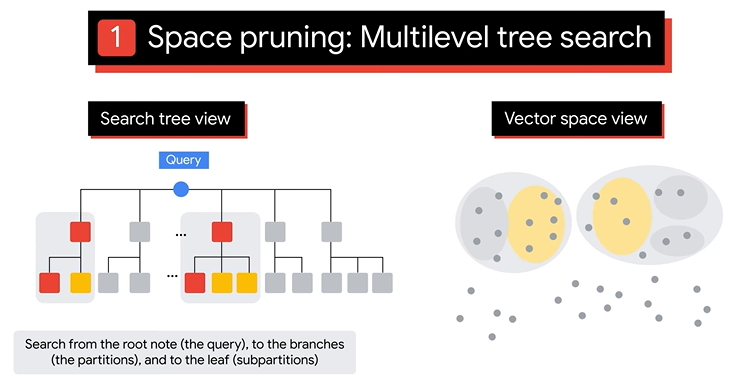 1 Space pruning: Multilevel tree search
Search tree view
Vector space view
Query
...
...
Search from the root note (the query), to the branches
(the partitions), and to the leaf (subpartitions)